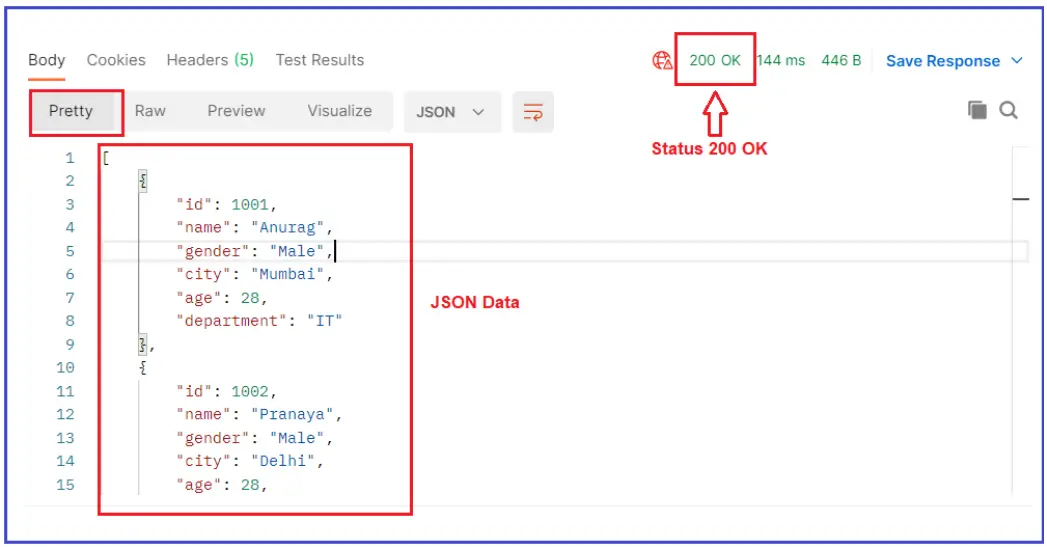 Body Cookies Headers (5) Test Results 200 OK 144 ms 446 B Save Response
Pretty Raw Preview Visualize JSON
Status 200 OK
1 [
2 {
3 "id": 1001,
4 "name": "Anurag",
5 "gender": "Male",
6 "city": "Mumbai",
7 "age": 28,
8 "department": "IT"
9 },
10 {
11 "id": 1002,
12 "name": "Pranaya",
13 "gender": "Male",
14 "city": "Delhi",
15 "age": 28,
JSON Data